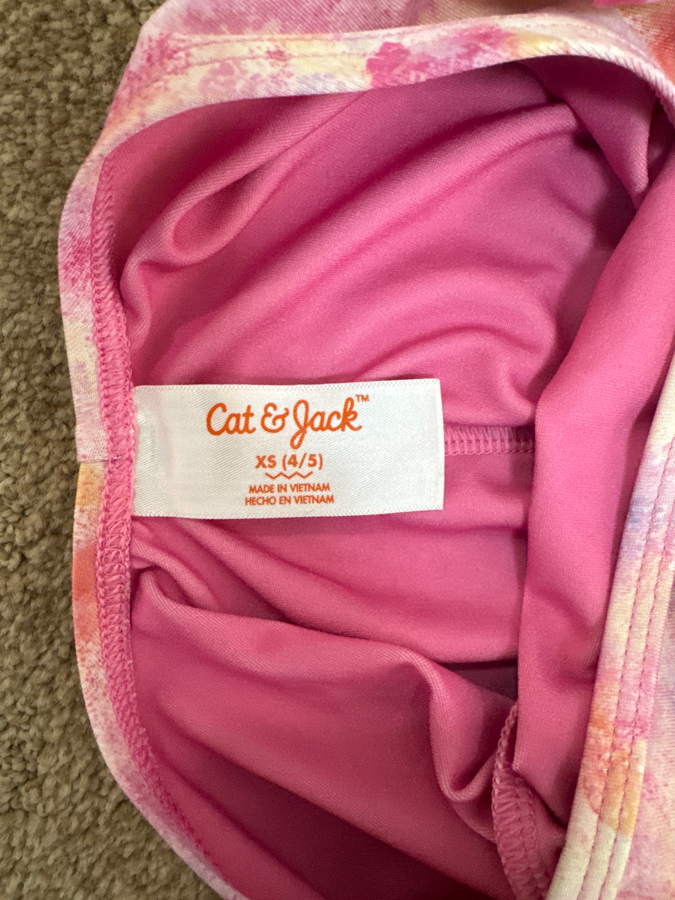 Cat & Jack™
XS (4/5)
MADE IN VIETNAM
HECHO EN VIETNAM